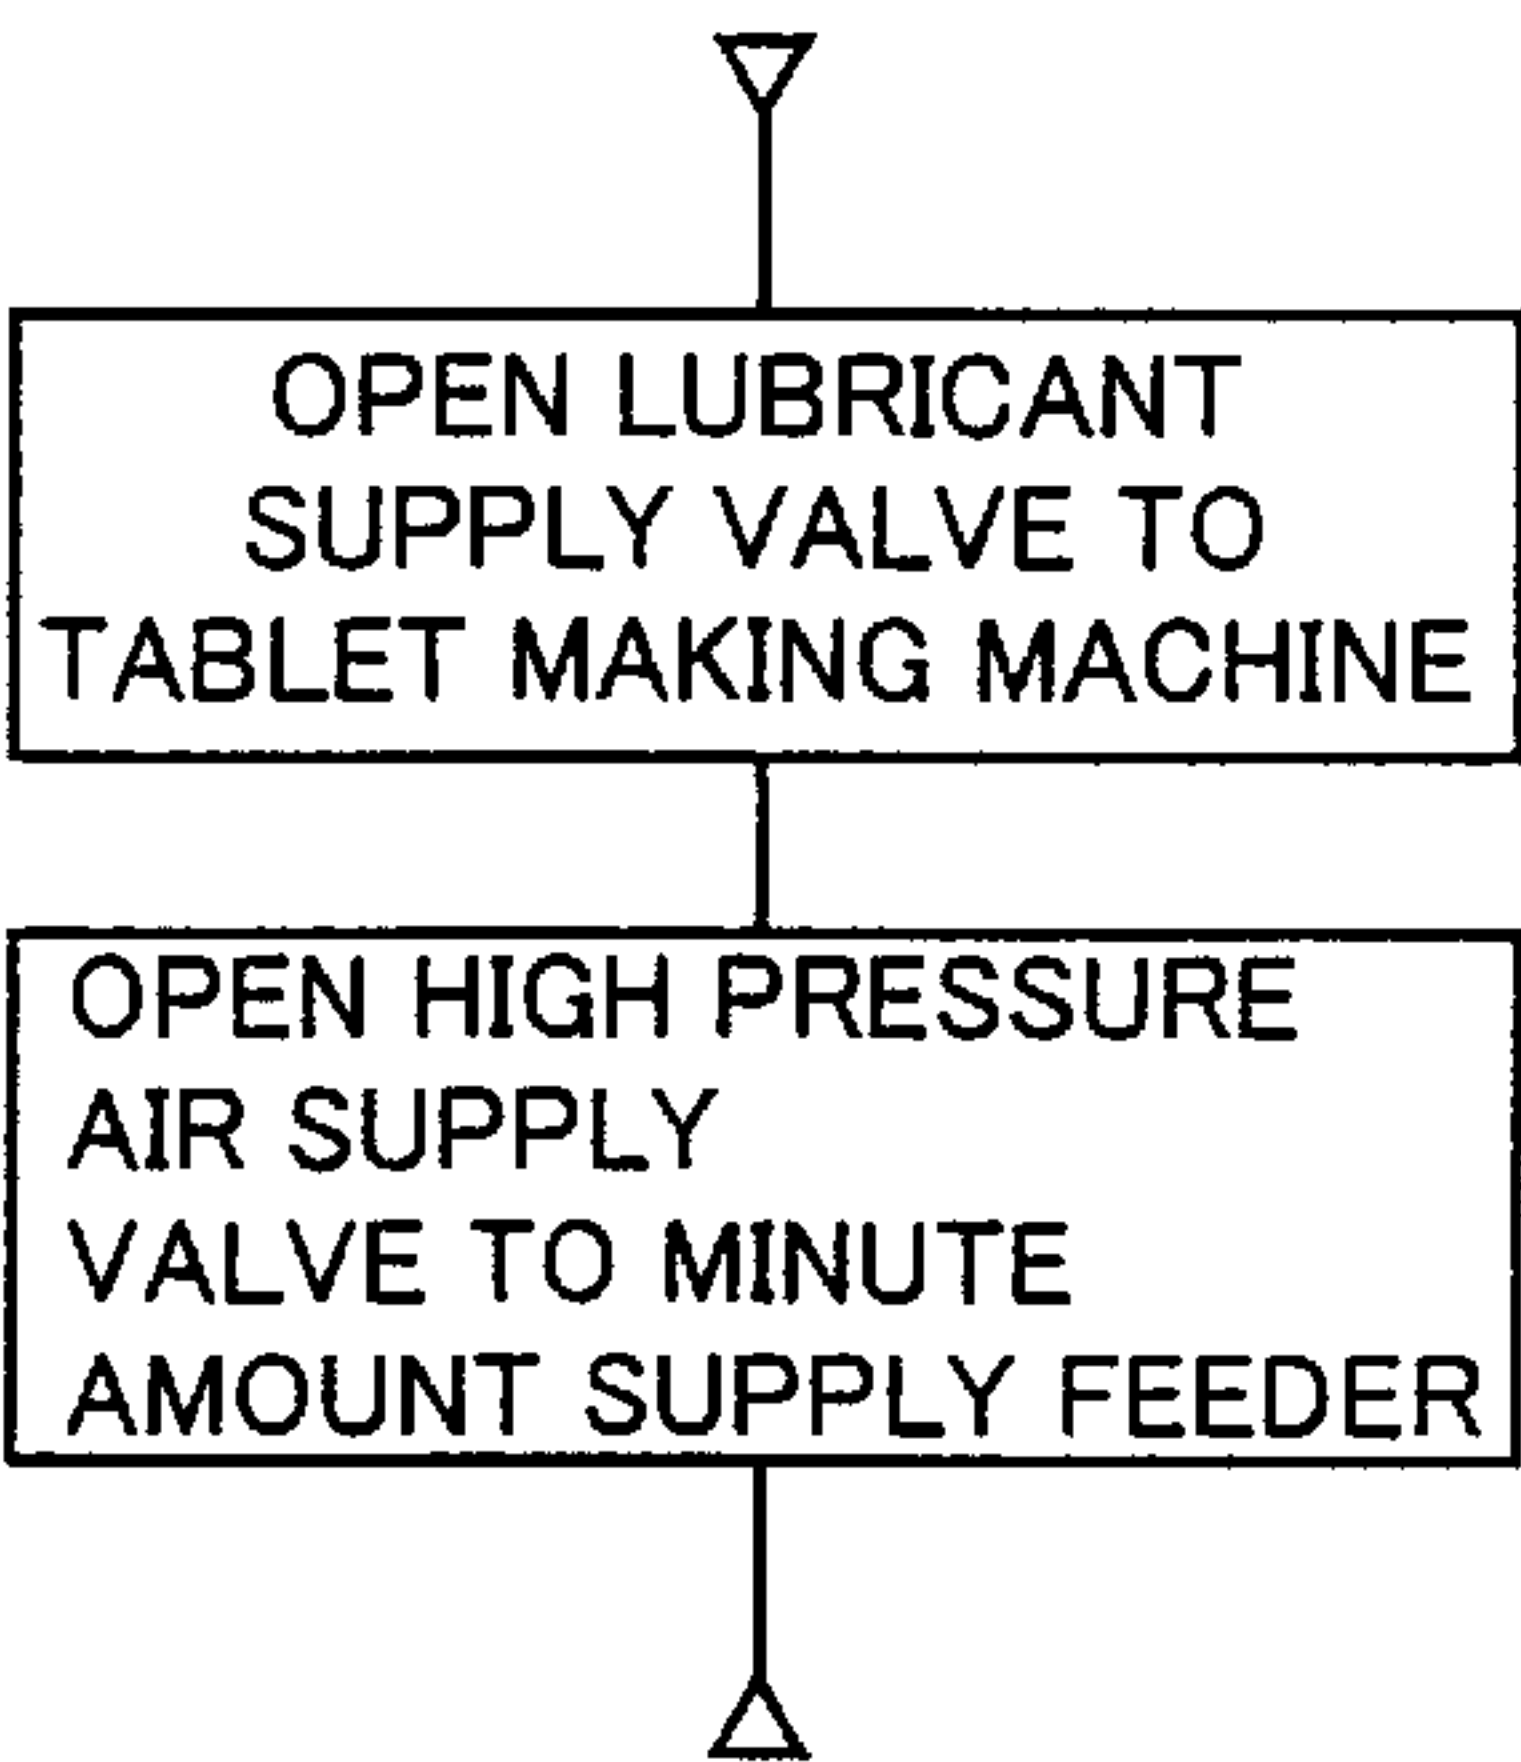 OPEN LUBRICANT
SUPPLY VALVE TO
TABLET MAKING MACHINE
OPEN HIGH PRESSURE
AIR SUPPLY
VALVE TO MINUTE
AMOUNT SUPPLY FEEDER